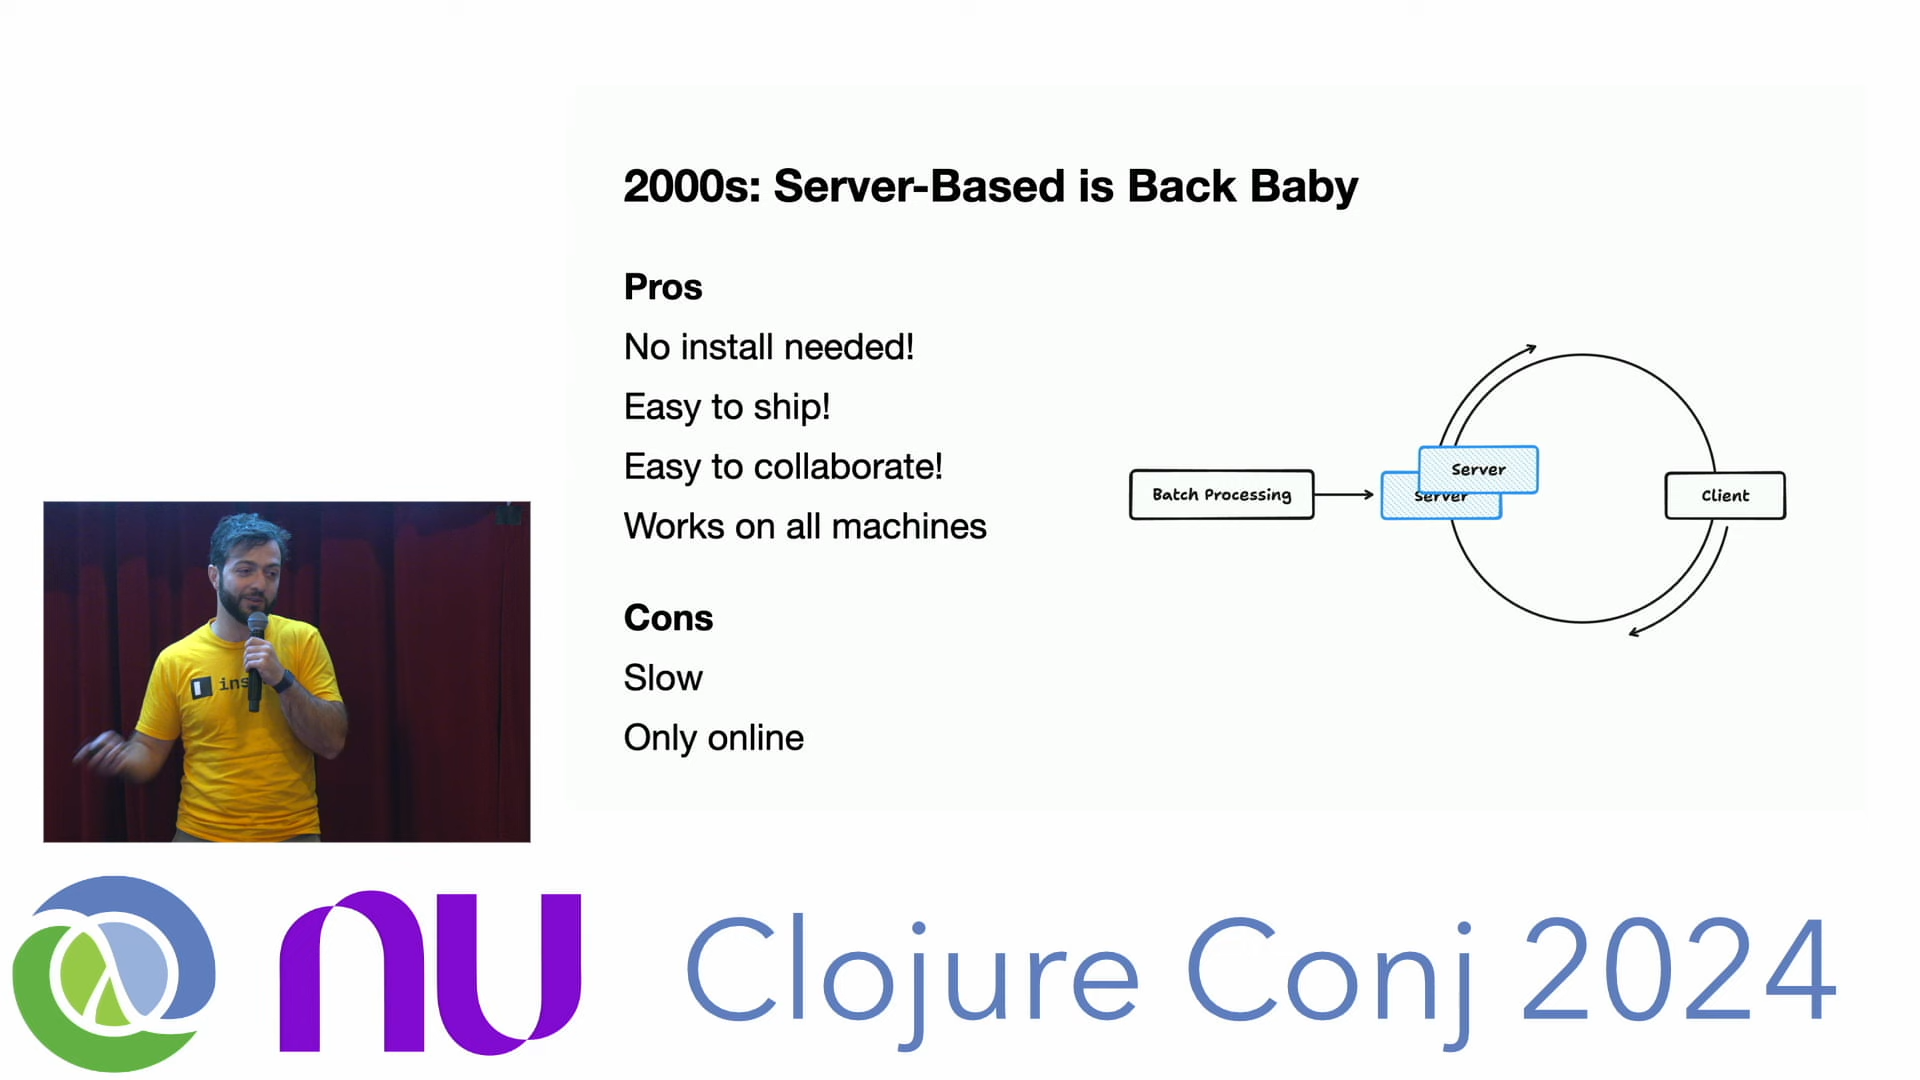 2000s: Server-Based is Back Baby
Pros
No install needed!
Easy to ship!
Easy to collaborate!
Works on all machines
Cons
Slow
Only online
Batch Processing
Server
Server
Client
nu
Clojure Conj 2024